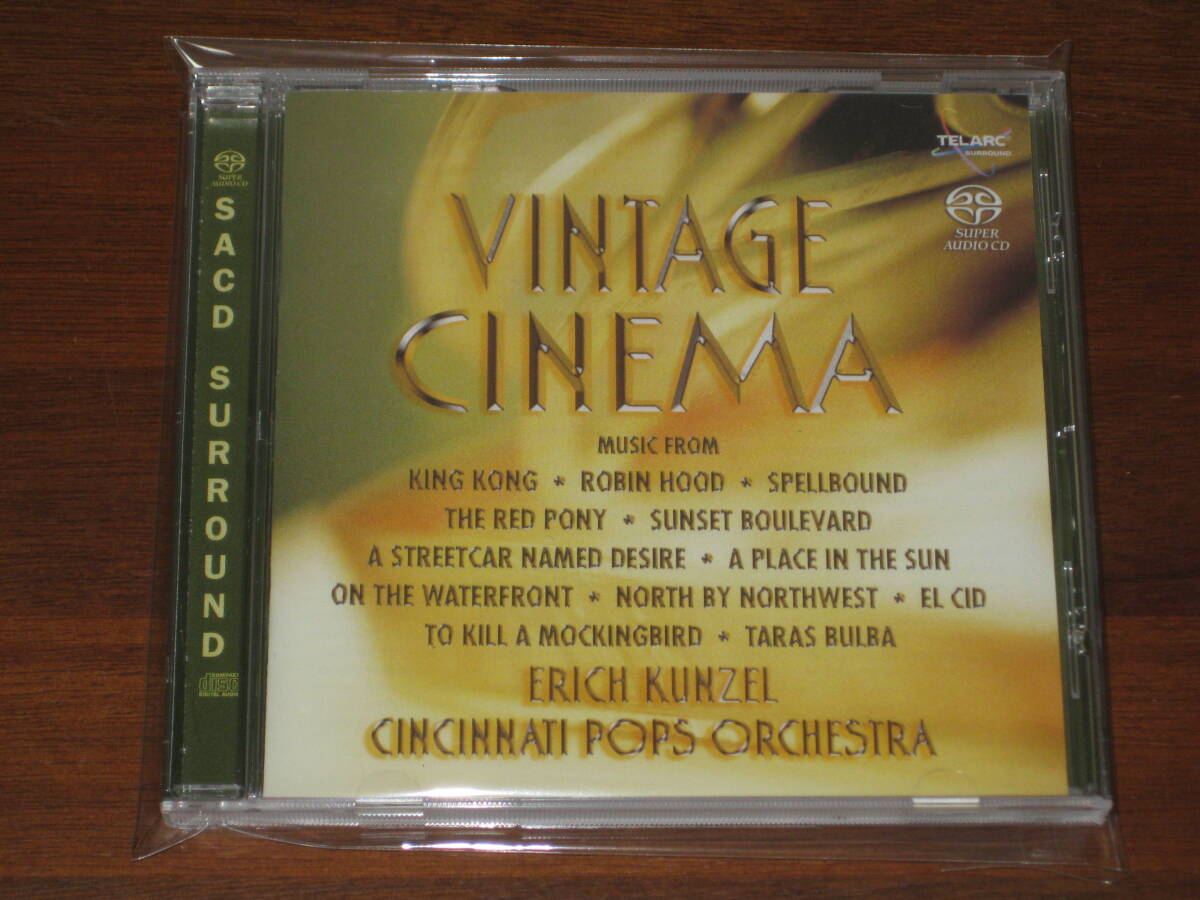 SUPER
AUDIO CD
SACD SURROUND
COMPACT
disc
DIGITAL AUDIO
TELARC
SURROUND
SUPER
AUDIO CD
VINTAGE
CINEMA
MUSIC FROM
KING KONG * ROBIN HOOD * SPELLBOUND
THE RED PONY * SUNSET BOULEVARD
A STREETCAR NAMED DESIRE * A PLACE IN THE SUN
ON THE WATERFRONT * NORTH BY NORTHWEST * EL CID
TO KILL A MOCKINGBIRD * TARAS BULBA
ERICH KUNZEL
CINCINNATI POPS ORCHESTRA